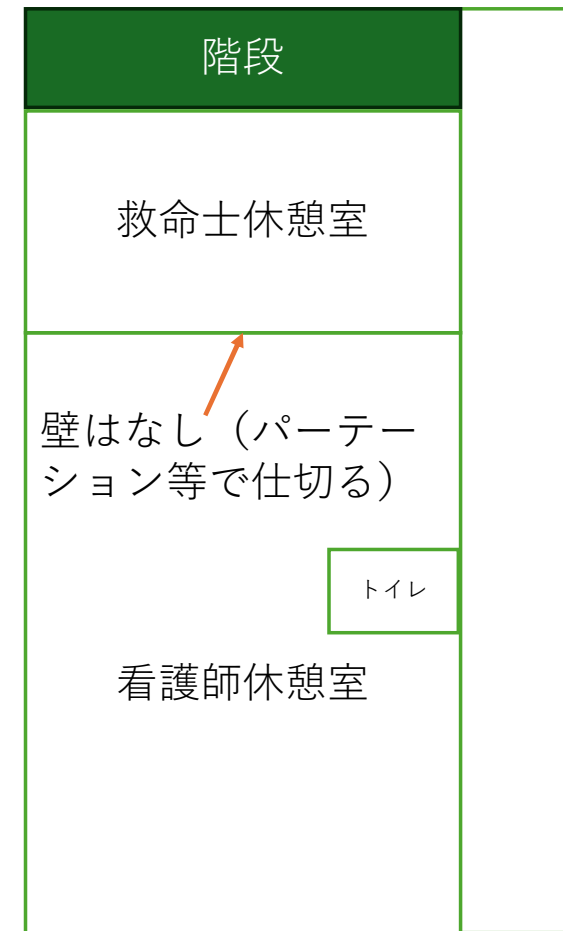 階段
救命士休憩室
壁はなし（パーテー
ション等で仕切る）
トイレ
看護師休憩室